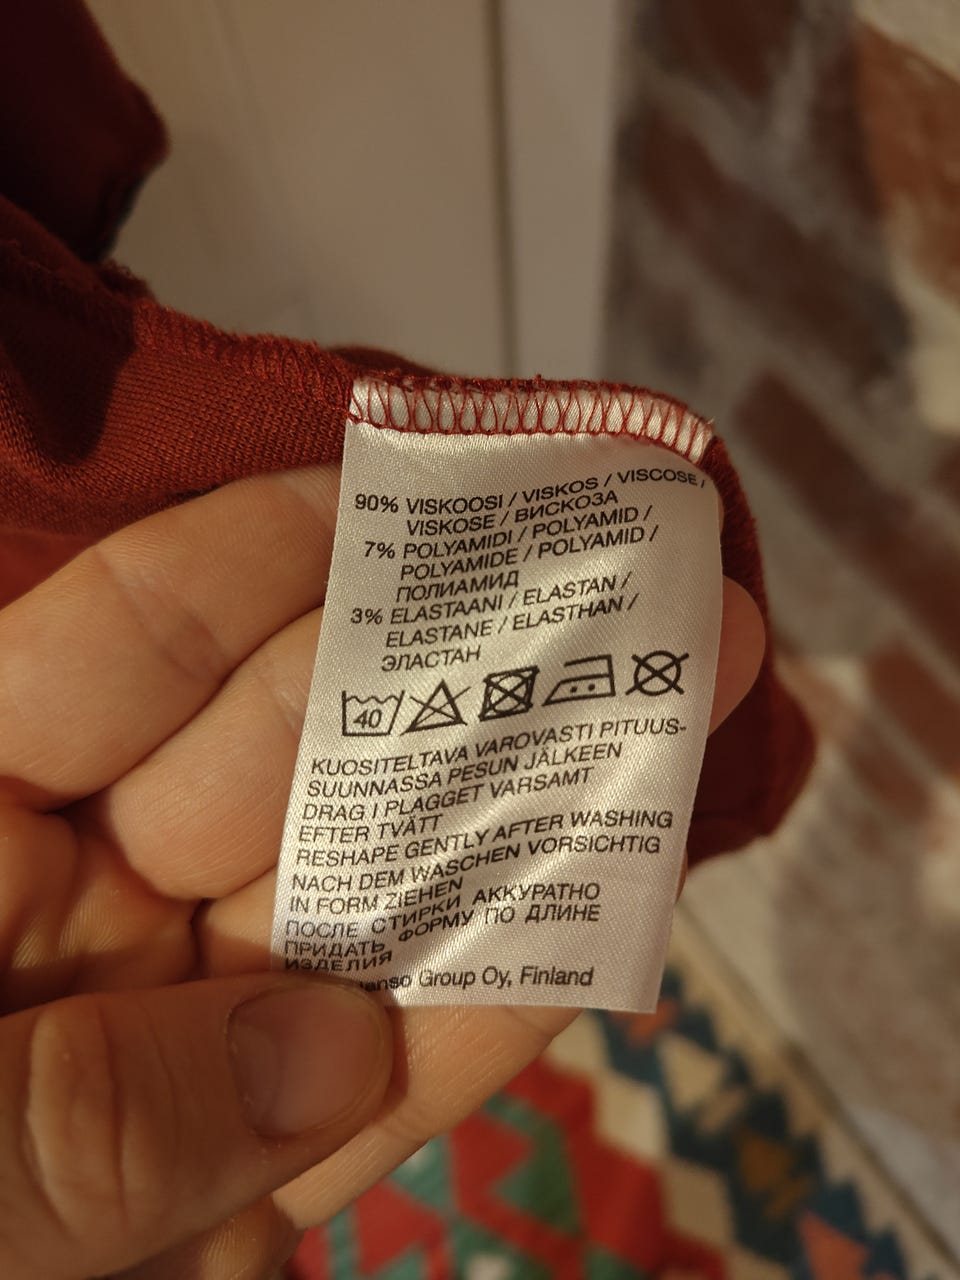 90% VISKOOSI / VISKOS / VISCOSE /
VISKOSE / ВИСКОЗА
7% POLYAMIDI / POLYAMID /
POLYAMIDE / POLYAMID /
ПОЛИАМИД
3% ELASTAANI / ELASTAN /
ELASTANE / ELASTHAN /
ЭЛАСТАН
40
KUOSITELTAVA VAROVASTI PITUUS-
SUUNNASSA PESUN JÄLKEEN
DRAG I PLAGGET VARSAMT
EFTER TVÄTT
RESHAPE GENTLY AFTER WASHING
NACH DEM WASCHEN VORSICHTIG
IN FORM ZIEHEN
ПОСЛЕ СТИРКИ АККУРАТНО
ПРИДАТЬ ФОРМУ ПО ДЛИНЕ
ИЗДЕЛИЯ
Group Oy, Finland